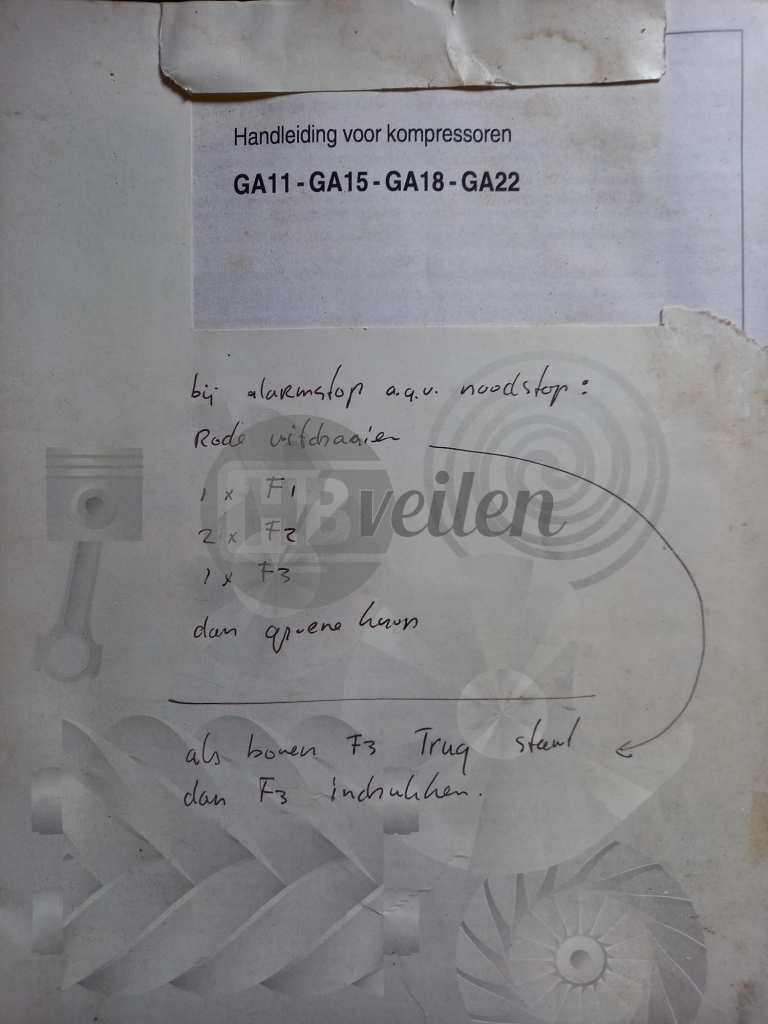 Handleiding voor kompressoren
GA11 - GA15 - GA18 - GA22
bij alarmstop a.g.v. noodstop:
Rode uitdraaien
1 x F1
2 x F2
1 x F3
dan groene knop
als boven F3 Trug staat
dan F3 indrukken.
HBveilen